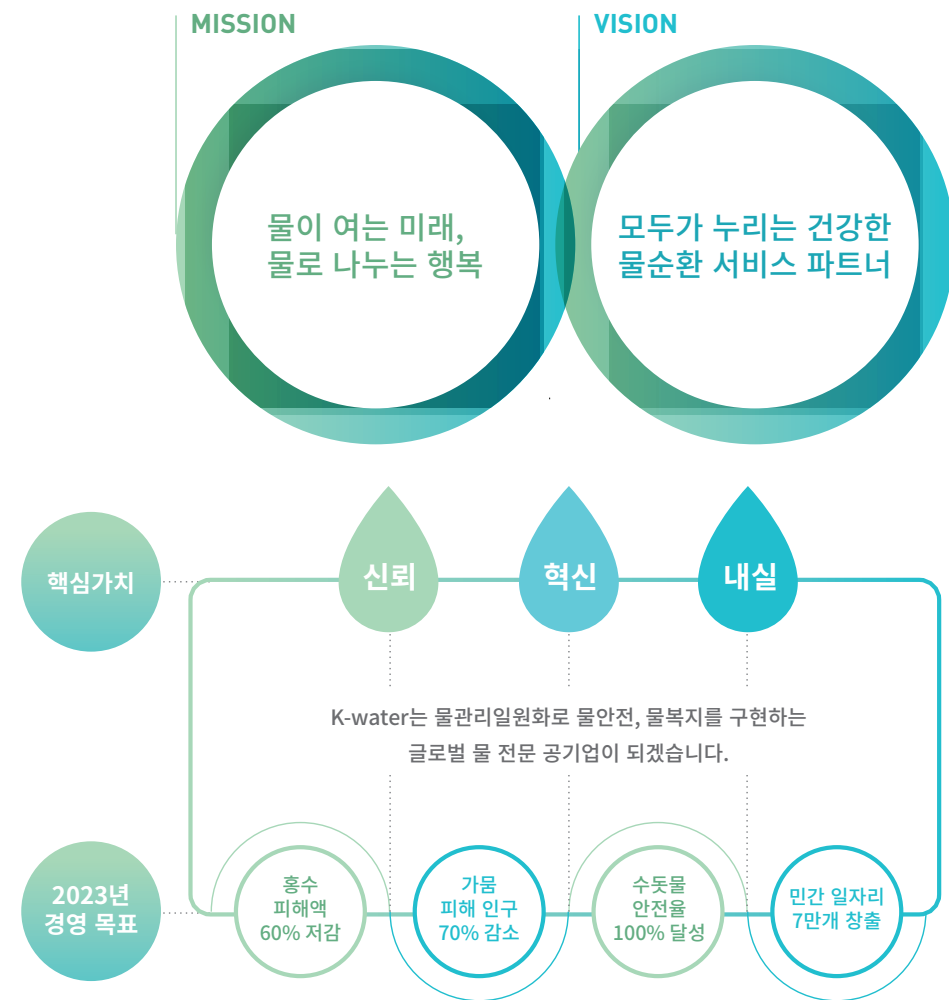 MISSION
VISION
물이 여는 미래,
물로 나누는 행복
모두가 누리는 건강한
물순환 서비스 파트너
핵심가치
신뢰
혁신
내실
K-water는 물관리일원화로 물안전, 물복지를 구현하는
글로벌 물 전문 공기업이 되겠습니다.
2023년
경영 목표
홍수
피해액
60% 저감
가뭄
피해 인구
70% 감소
수돗물
안전율
100% 달성
민간 일자리
7만개 창출